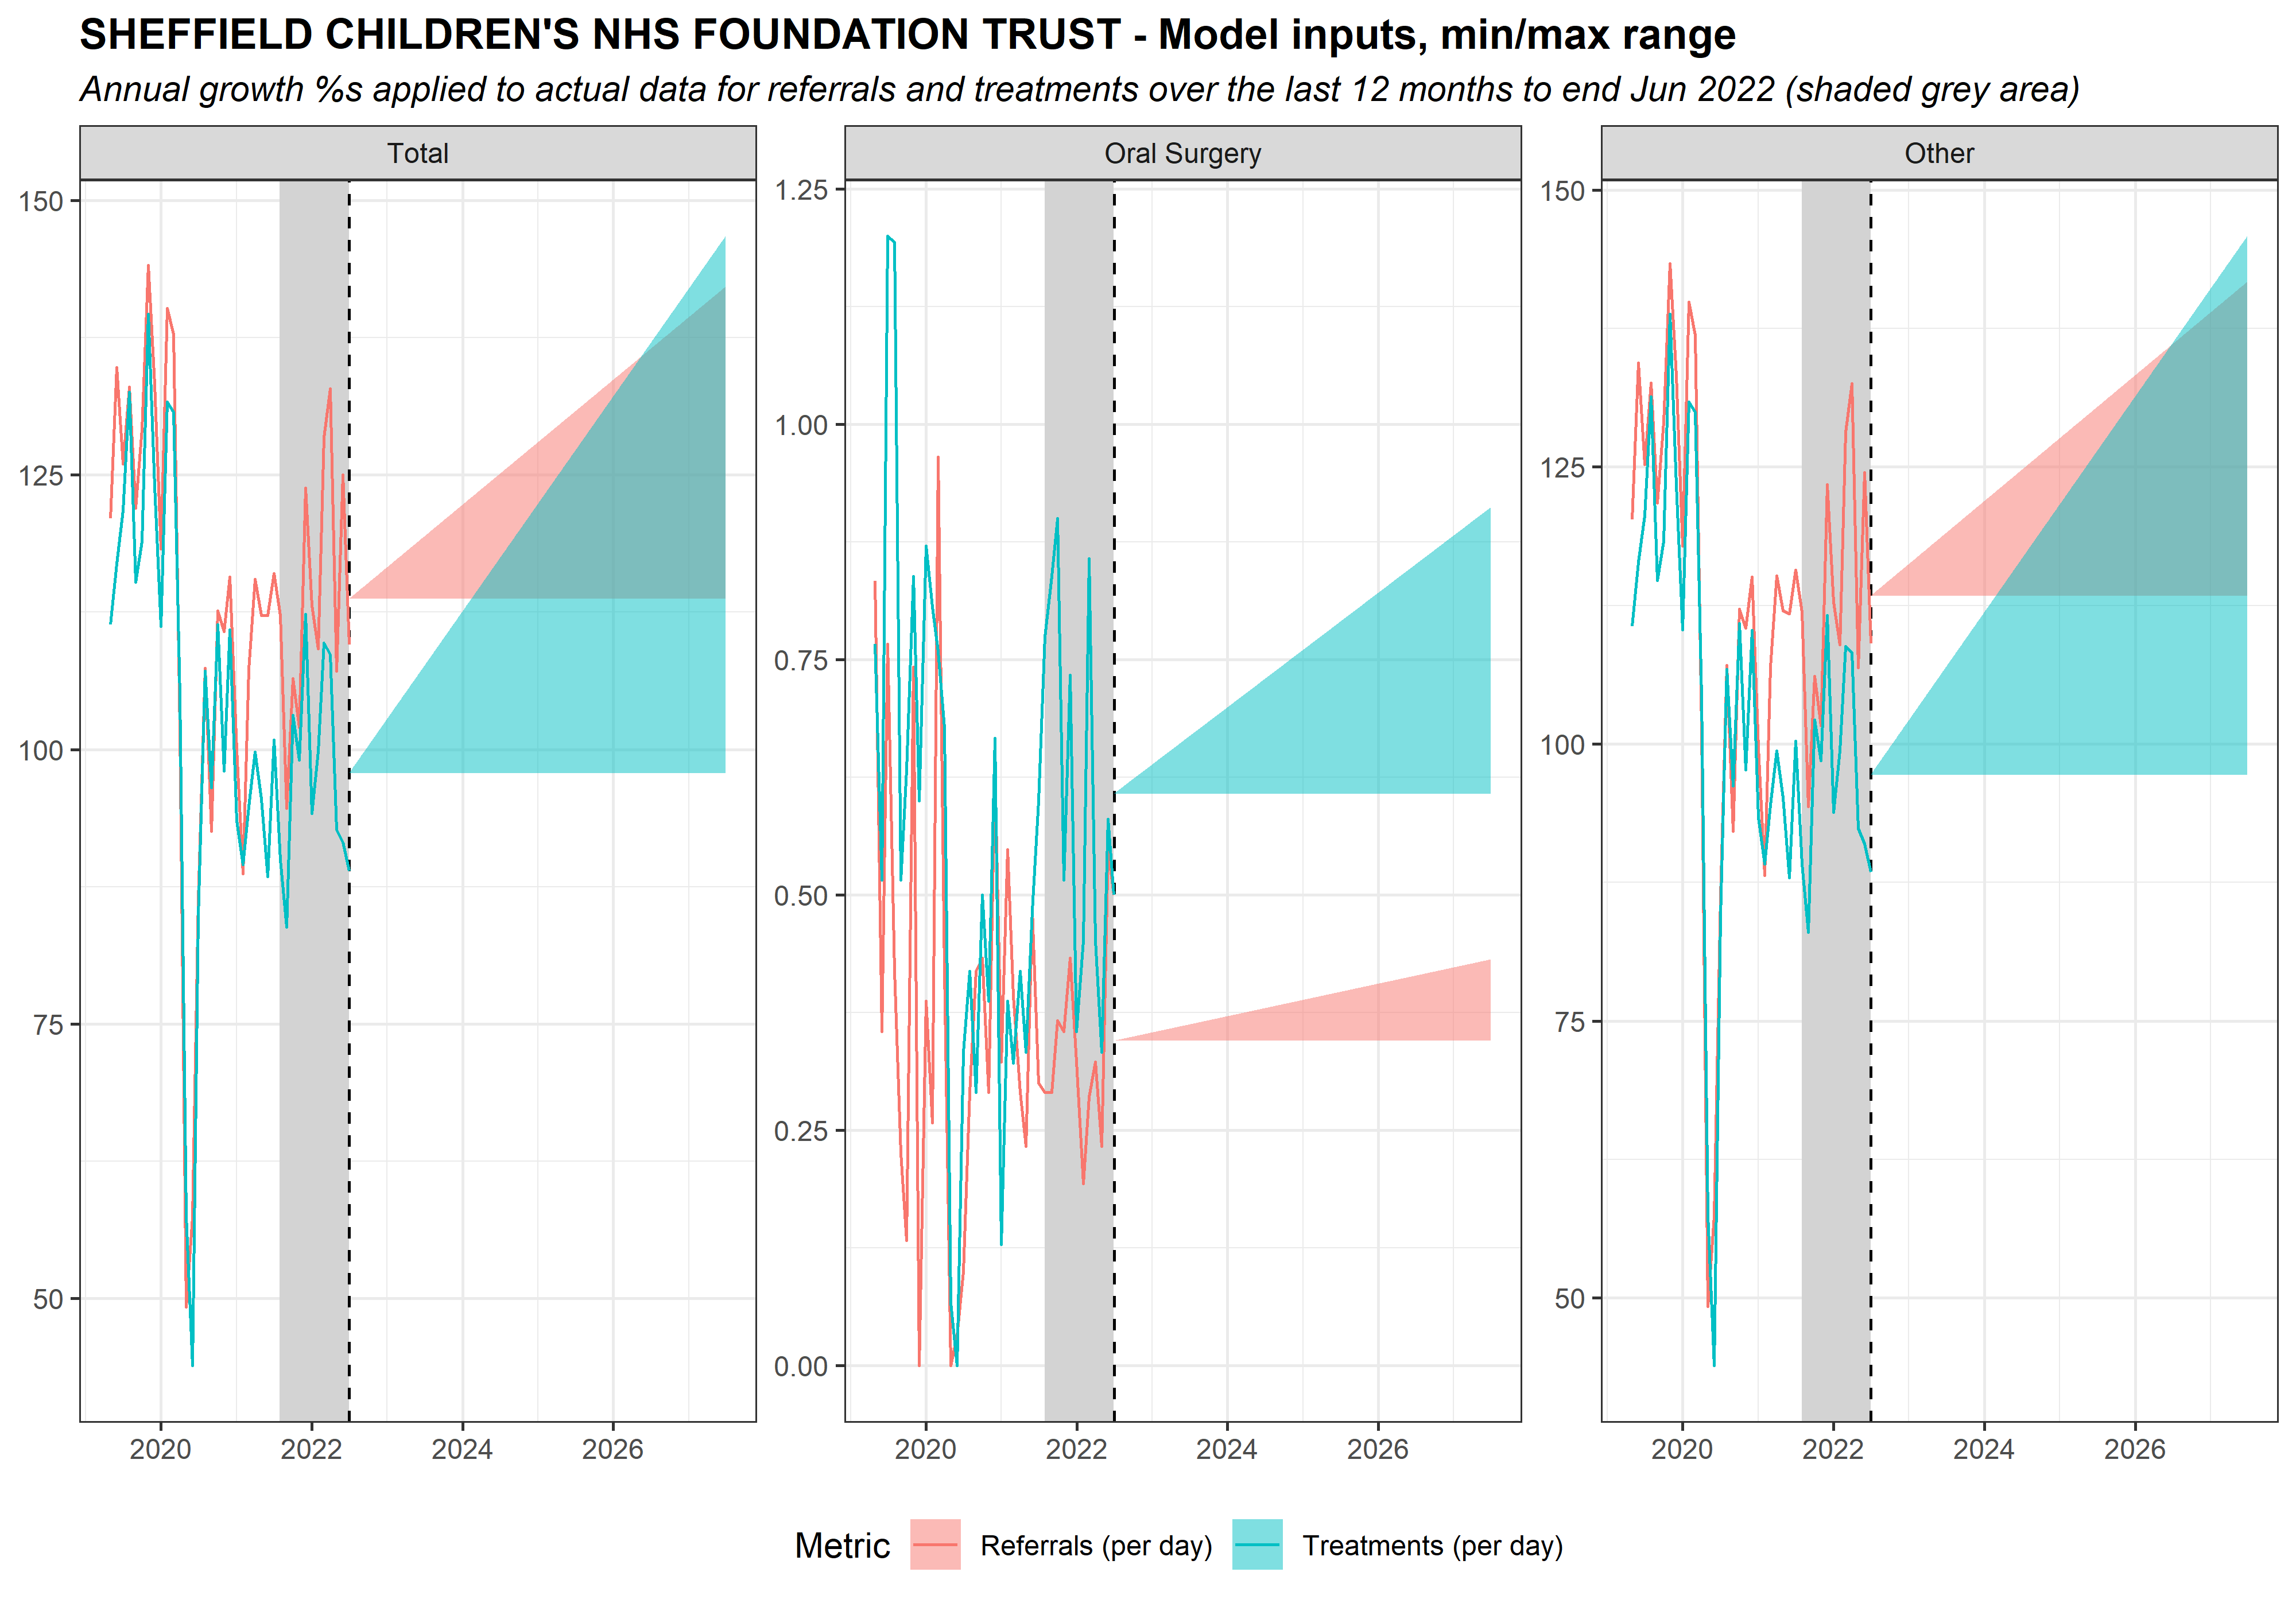 SHEFFIELD CHILDREN'S NHS FOUNDATION TRUST - Model inputs, min/max range
Annual growth %s applied to actual data for referrals and treatments over the last 12 months to end Jun 2022 (shaded grey area)
Total
150
125
100
75
50
2020 2022 2024 2026
Oral Surgery
1.25
1.00
0.75
0.50
0.25
0.00
2020 2022 2024 2026
Other
150
125
100
75
50
2020 2022 2024 2026
Metric Referrals (per day) Treatments (per day)